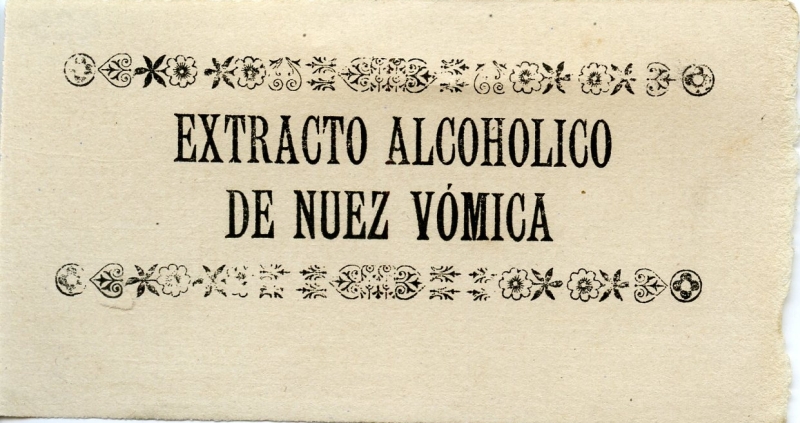 EXTRACTO ALCOHOLICO
DE NUEZ VÓMICA